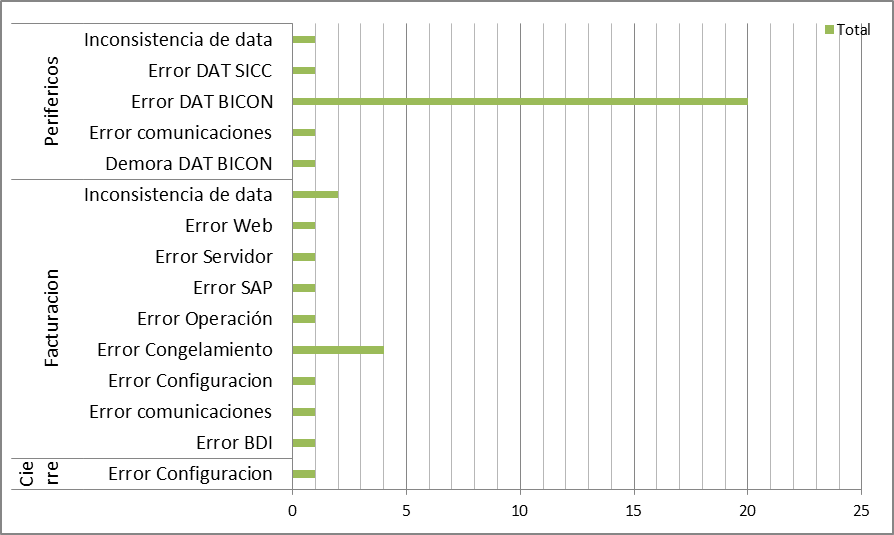 Total
Perifericos
Inconsistencia de data
Error DAT SICC
Error DAT BICON
Error comunicaciones
Demora DAT BICON
Facturacion
Inconsistencia de data
Error Web
Error Servidor
Error SAP
Error Operación
Error Congelamiento
Error Configuracion
Error comunicaciones
Error BDI
Cie
rre
Error Configuracion
0 5 10 15 20 25